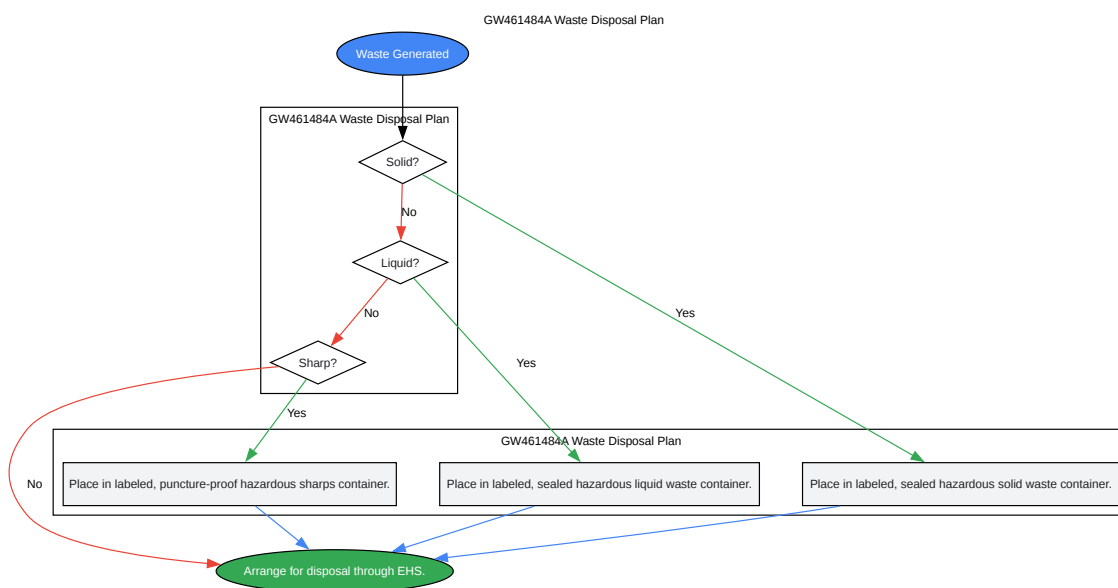 GW461484A Waste Disposal Plan
Waste Generated
GW461484A Waste Disposal Plan
Solid?
No
Liquid?
No
Yes
Sharp?
Yes
Yes
GW461484A Waste Disposal Plan
No
Place in labeled, puncture-proof hazardous sharps container.
Place in labeled, sealed hazardous liquid waste container.
Place in labeled, sealed hazardous solid waste container.
Arrange for disposal through EHS.